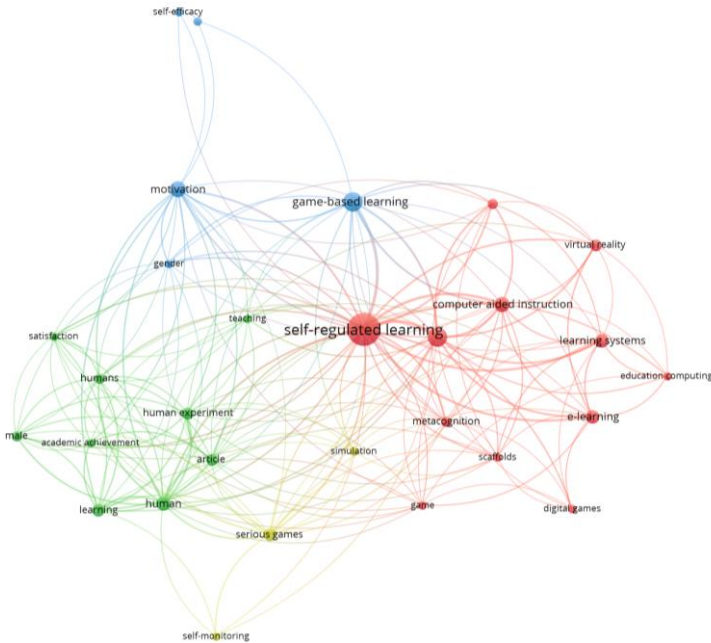 self-efficacy
motivation
game-based learning
virtual reality
gender
computer aided instruction
teaching
self-regulated learning
satisfaction
learning systems
humans
education computing
human experiment
e-learning
metacognition
male
academic achievement
simulation
article
scaffolds
human
game
learning
digital games
serious games
self-monitoring